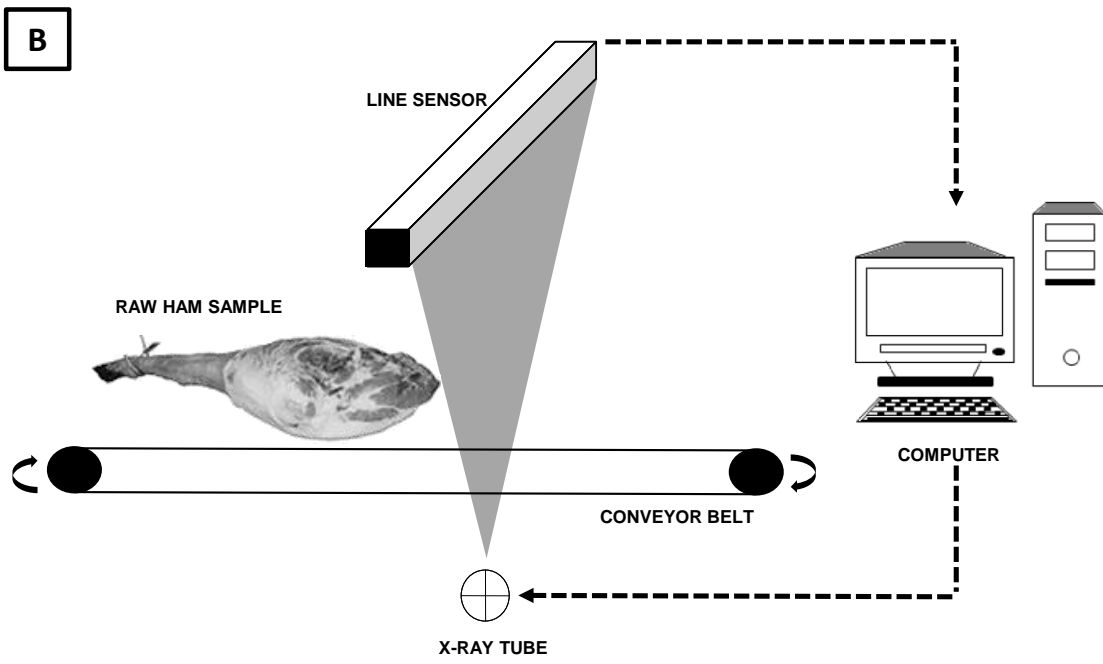 B
LINE SENSOR
RAW HAM SAMPLE
COMPUTER
CONVEYOR BELT
X-RAY TUBE